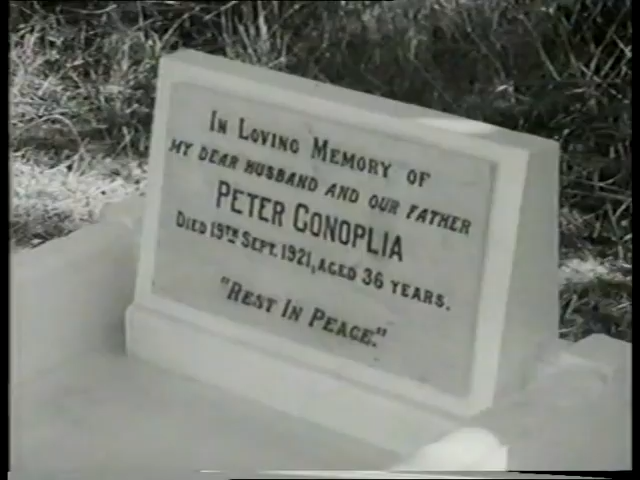 IN LOVING MEMORY OF
MY DEAR HUSBAND AND OUR FATHER
PETER CONOPLIA
DIED 19TH SEPT. 1921, AGED 36 YEARS.
"REST IN PEACE."